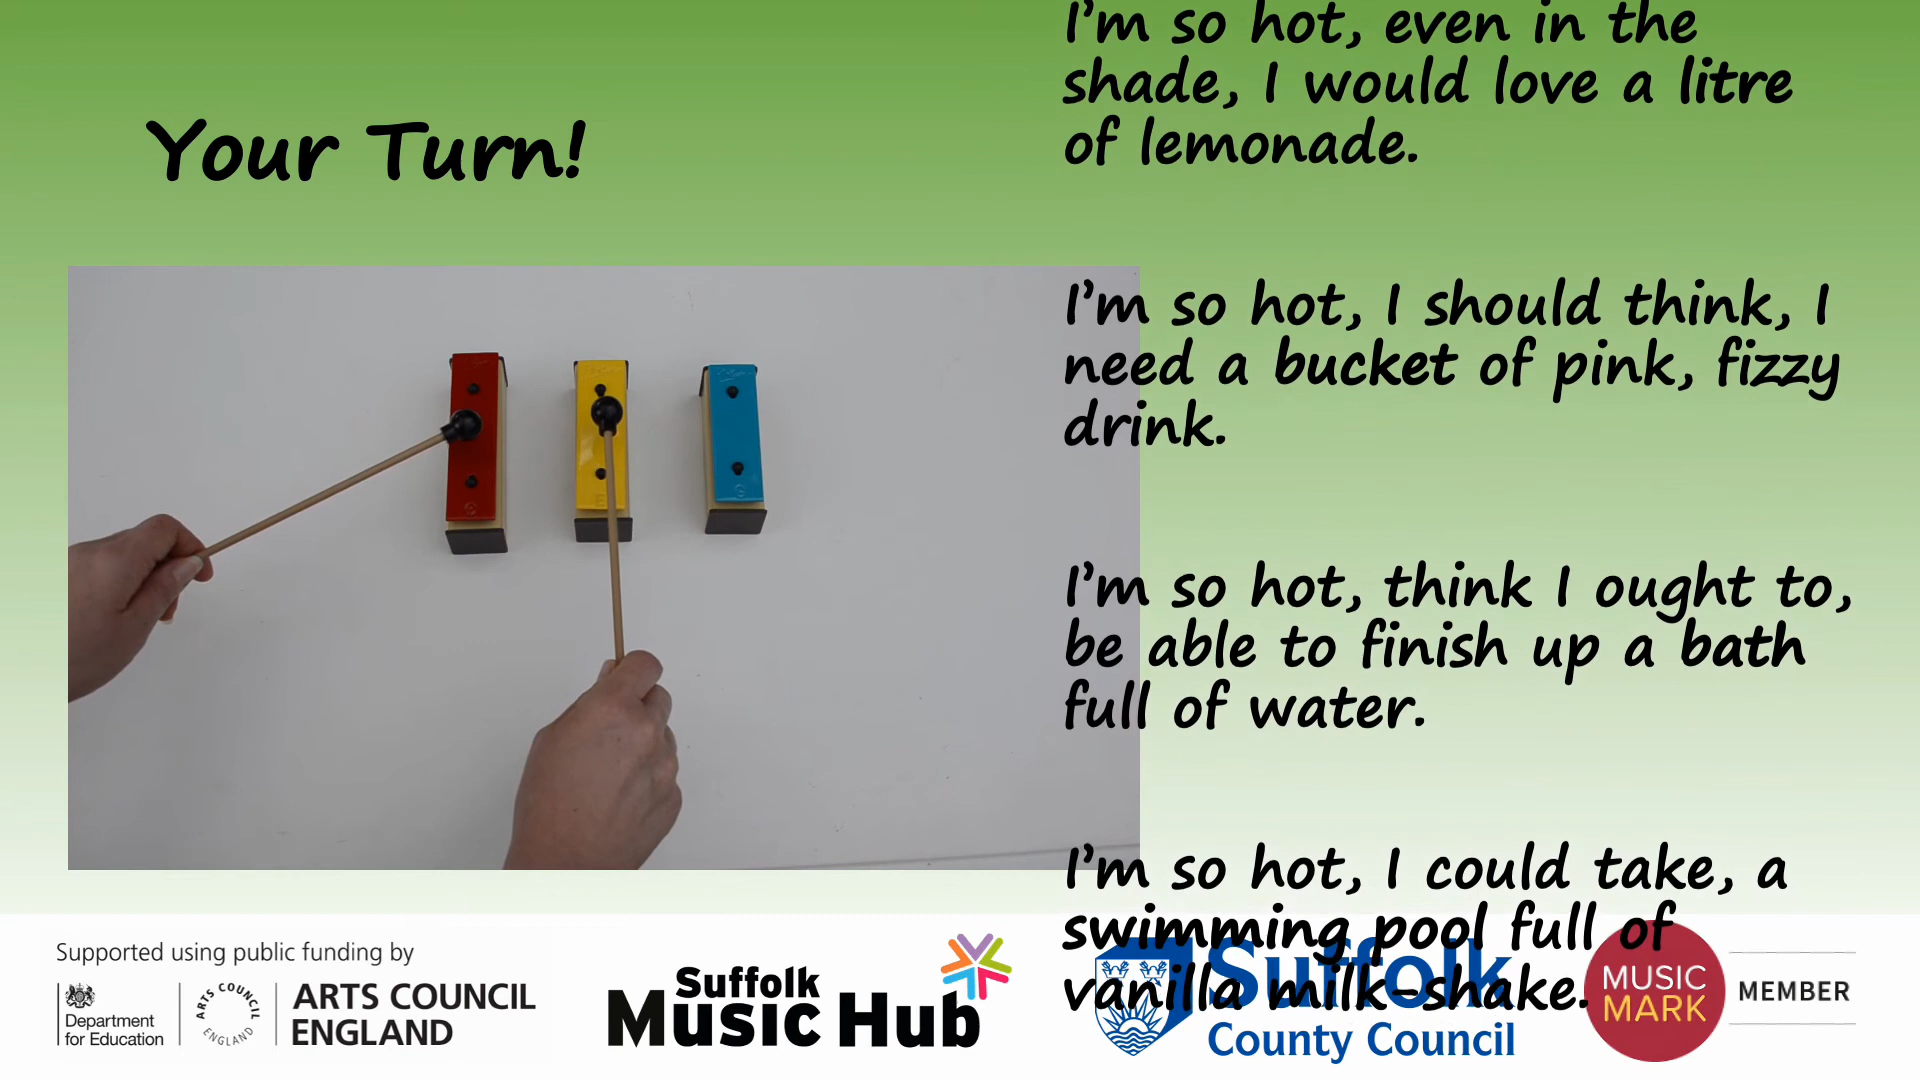 Your Turn!
I'm so hot, even in the
shade, I would love a litre
of lemonade.
I'm so hot, I should think, I
need a bucket of pink, fizzy
drink.
I'm so hot, think I ought to,
be able to finish up a bath
full of water.
I'm so hot, I could take, a
swimming pool full of
vanilla milk-shake.
Supported using public funding by
Department
for Education
ARTS COUNCIL
ENGLAND
ARTS COUNCIL
ENGLAND
Suffolk
Music Hub
Suffolk
County Council
MUSIC
MARK
MEMBER